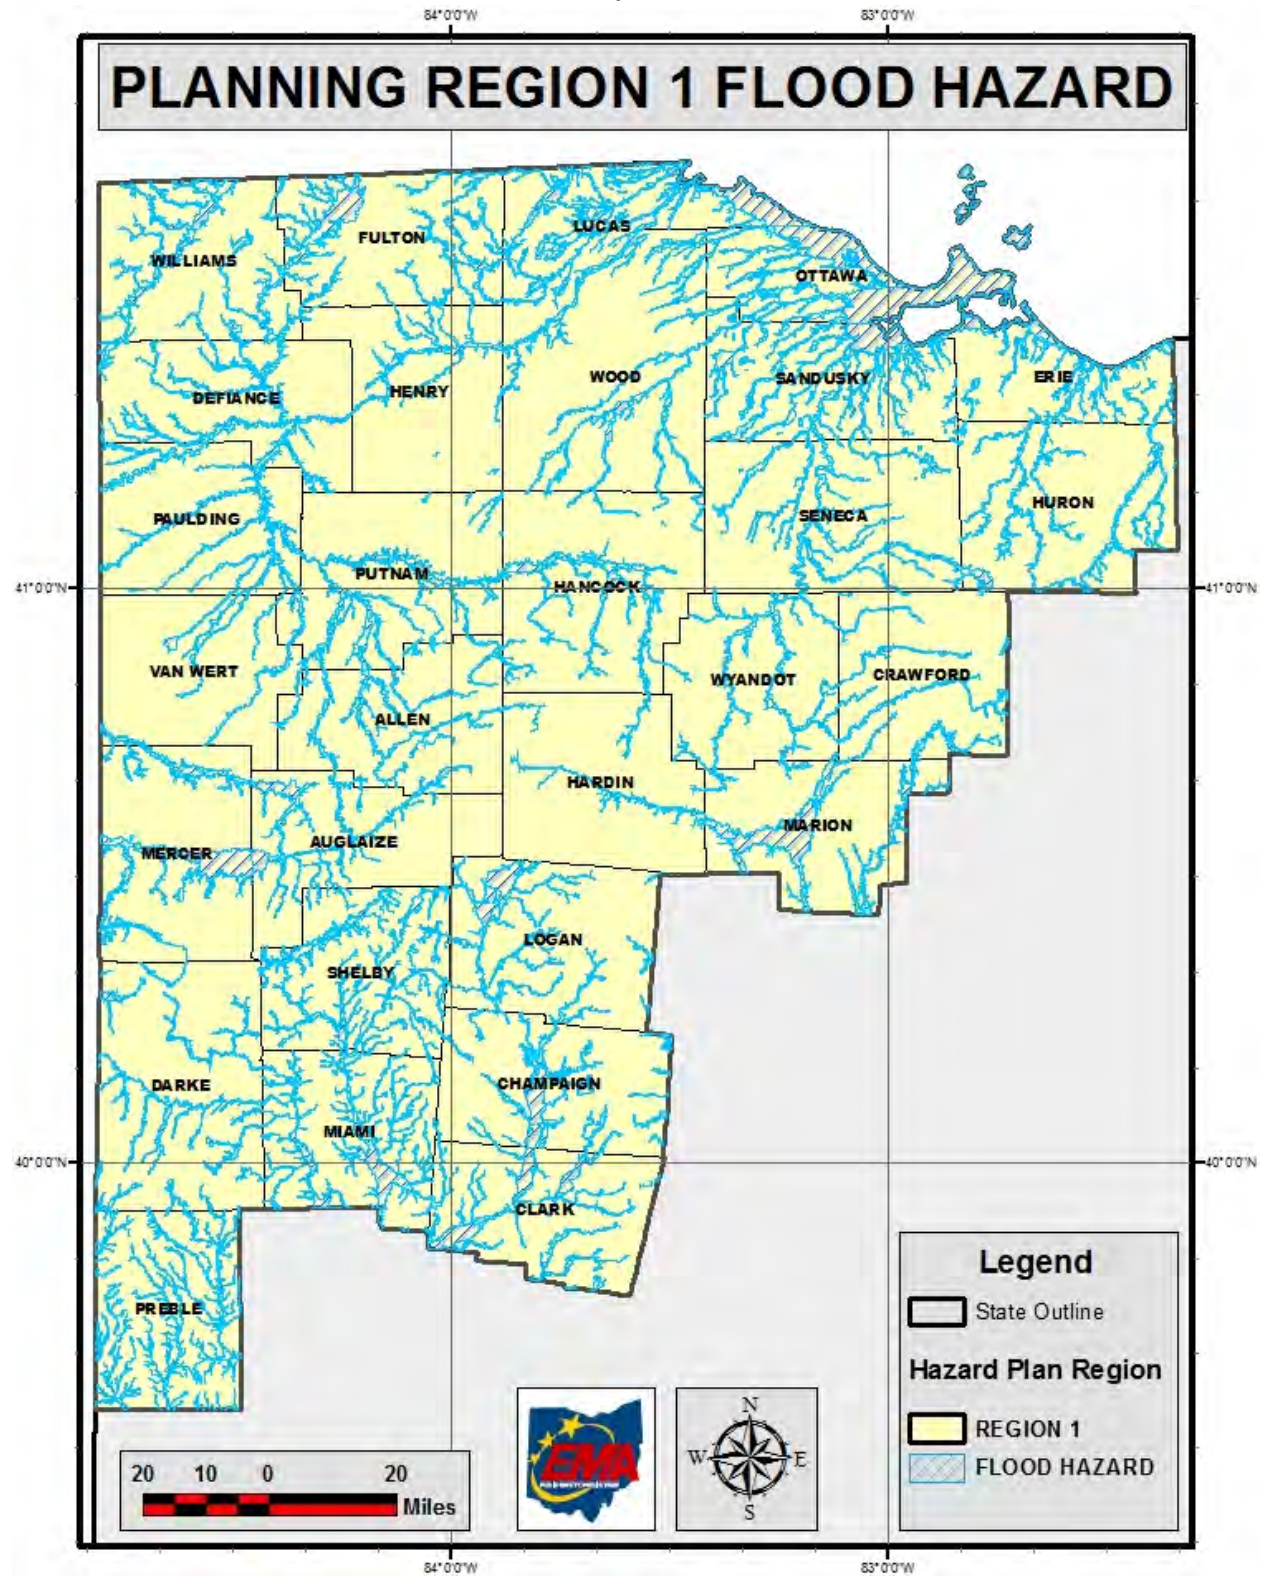 84°0'0"W
83°0'0"W
PLANNING REGION 1 FLOOD HAZARD
LUCAS
FULTON
WILLIAMS
OTTAWA
WOOD
SANDUSKY
ERIE
HENRY
DEFIANCE
HURON
SENECA
PAULDING
PUTNAM
HANCOCK
41°0'0"N
41°0'0"N
VAN WERT
CRAWFORD
WYANDOT
ALLEN
HARDIN
MARION
AUGLAIZE
MERCER
LOGAN
SHELBY
CHAMPAIGN
DARKE
MIAMI
40°0'0"N
40°0'0"N
CLARK
PREBLE
Legend
State Outline
Hazard Plan Region
REGION 1
FLOOD HAZARD
N
W
E
S
EMA
20
10
0
20
Miles
84°0'0"W
83°0'0"W